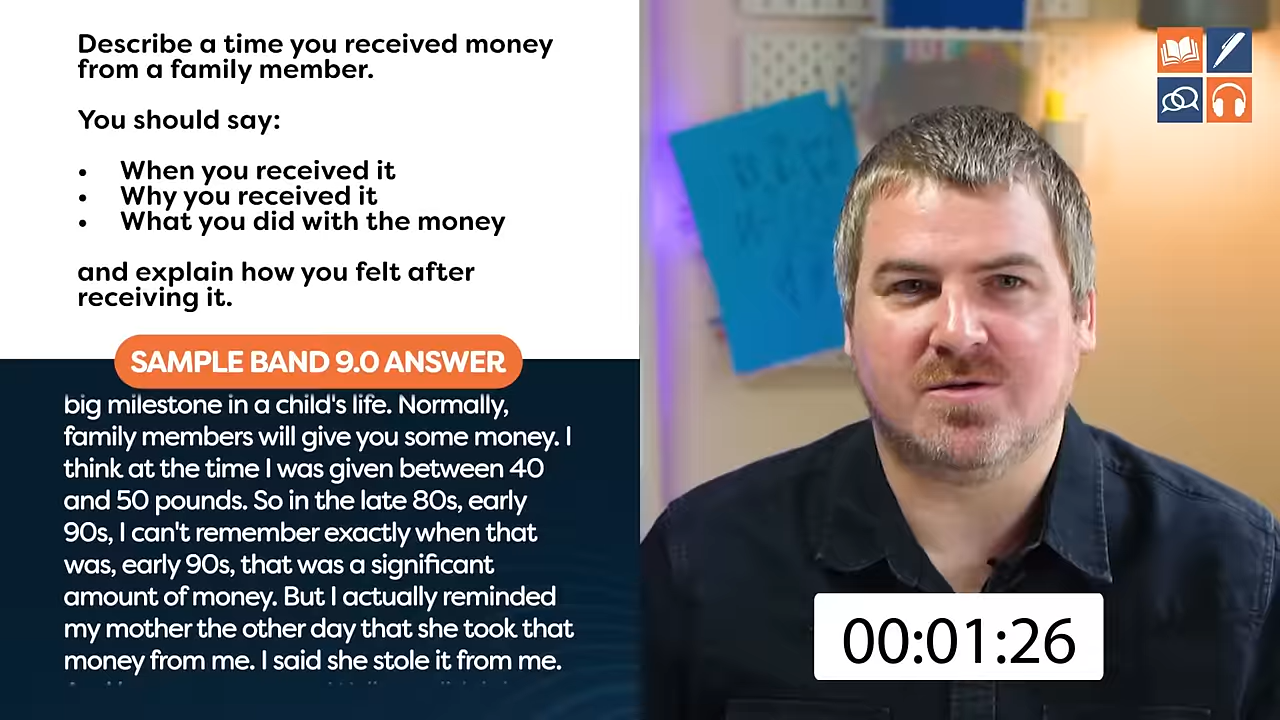 Describe a time you received money
from a family member.
You should say:
• When you received it
• Why you received it
• What you did with the money
and explain how you felt after
receiving it.
SAMPLE BAND 9.0 ANSWER
big milestone in a child's life. Normally,
family members will give you some money. I
think at the time I was given between 40
and 50 pounds. So in the late 80s, early
90s, I can't remember exactly when that
was, early 90s, that was a significant
amount of money. But I actually reminded
my mother the other day that she took that
money from me. I said she stole it from me.
00:01:26